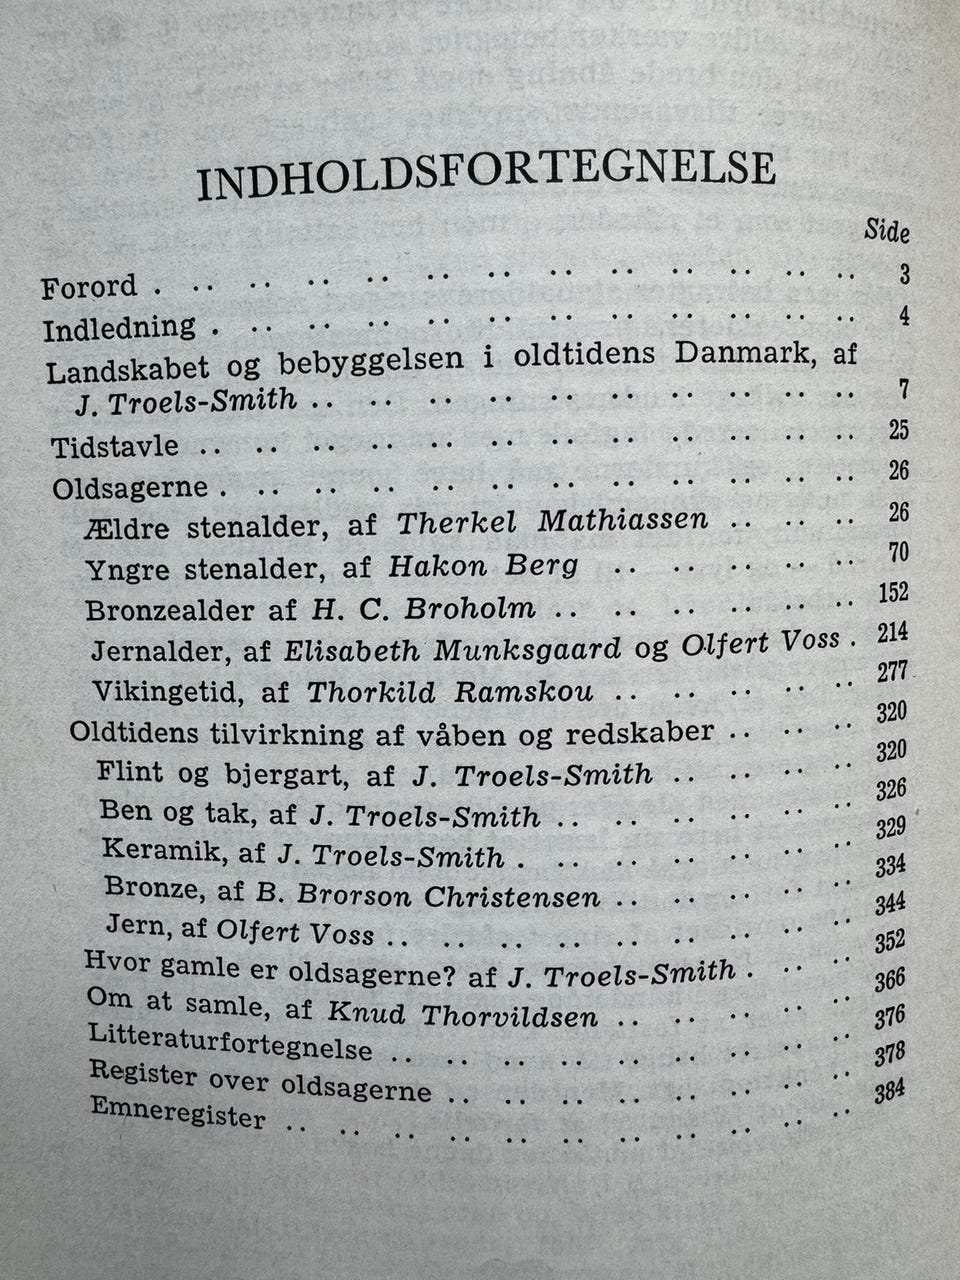 INDHOLDSFORTEGNELSE
Side
Forord . .. .. .. .. .. .. .. .. .. .. .. .. 3
Indledning . .. .. .. .. .. .. .. .. .. .. .. 4
Landskabet og bebyggelsen i oldtidens Danmark, af
J. Troels-Smith .. .. .. .. .. .. .. .. .. .. 7
Tidstavle .. .. .. .. .. .. .. .. .. .. .. .. 25
Oldsagerne . .. .. .. .. .. .. .. .. .. .. .. 26
Ældre stenalder, af Therkel Mathiassen .. .. .. 26
Yngre stenalder, af Hakon Berg .. .. .. .. .. 70
Bronzealder af H. C. Broholm .. .. .. .. .. .. 152
Jernalder, af Elisabeth Munksgaard og Olfert Voss . 214
Vikingetid, af Thorkild Ramskou .. .. .. .. .. 277
Oldtidens tilvirkning af våben og redskaber .. .. .. 320
Flint og bjergart, af J. Troels-Smith .. .. .. .. 320
Ben og tak, af J. Troels-Smith .. .. .. .. .. .. 326
Keramik, af J. Troels-Smith . .. .. .. .. .. .. 329
Bronze, af B. Brorson Christensen .. .. .. .. .. 334
Jern, af Olfert Voss .. .. .. .. .. .. .. .. .. 344
Hvor gamle er oldsagerne? af J. Troels-Smith . .. .. 352
Om at samle, af Knud Thorvildsen .. .. .. .. .. 366
Litteraturfortegnelse .. .. .. .. .. .. .. .. .. 376
Register over oldsagerne .. .. .. .. .. .. .. .. 378
Emneregister .. .. .. .. .. .. .. .. .. .. .. 384